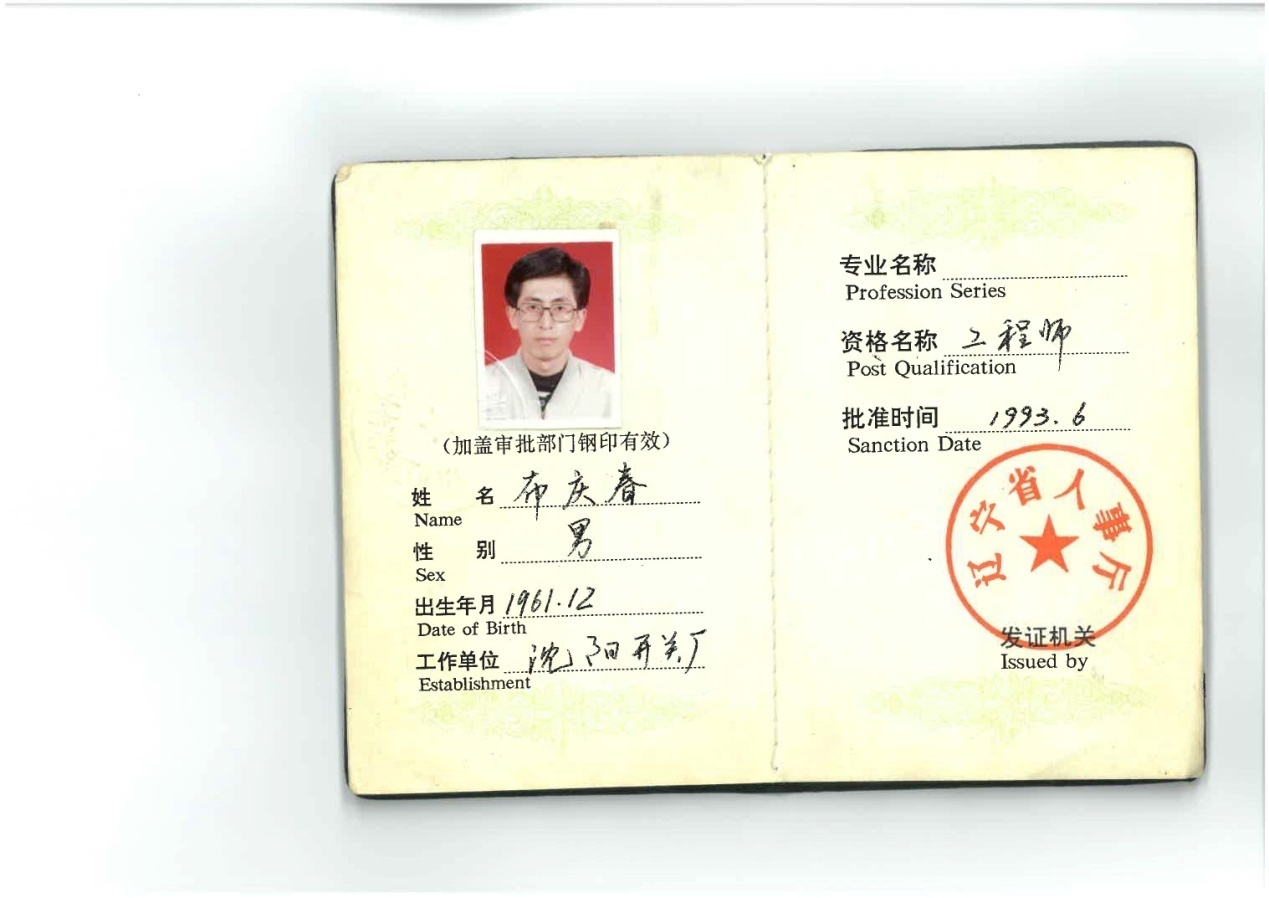 （加盖审批部门钢印有效）
姓 名 布庆春
Name
性 别 男
Sex
出生年月 1961.12
Date of Birth
工作单位 沈阳开关厂
Establishment
专业名称
Profession Series
资格名称 工程师
Post Qualification
批准时间 1993.6
Sanction Date
辽宁省人事厅
发证机关
Issued by